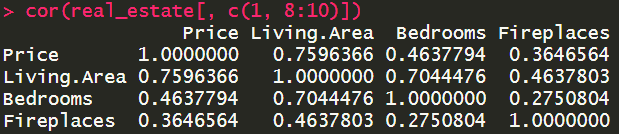 > cor(real_estate[, c(1, 8:10)])
Price Living.Area Bedrooms Fireplaces
Price 1.0000000 0.7596366 0.4637794 0.3646564
Living.Area 0.7596366 1.0000000 0.7044476 0.4637803
Bedrooms 0.4637794 0.7044476 1.0000000 0.2750804
Fireplaces 0.3646564 0.4637803 0.2750804 1.0000000